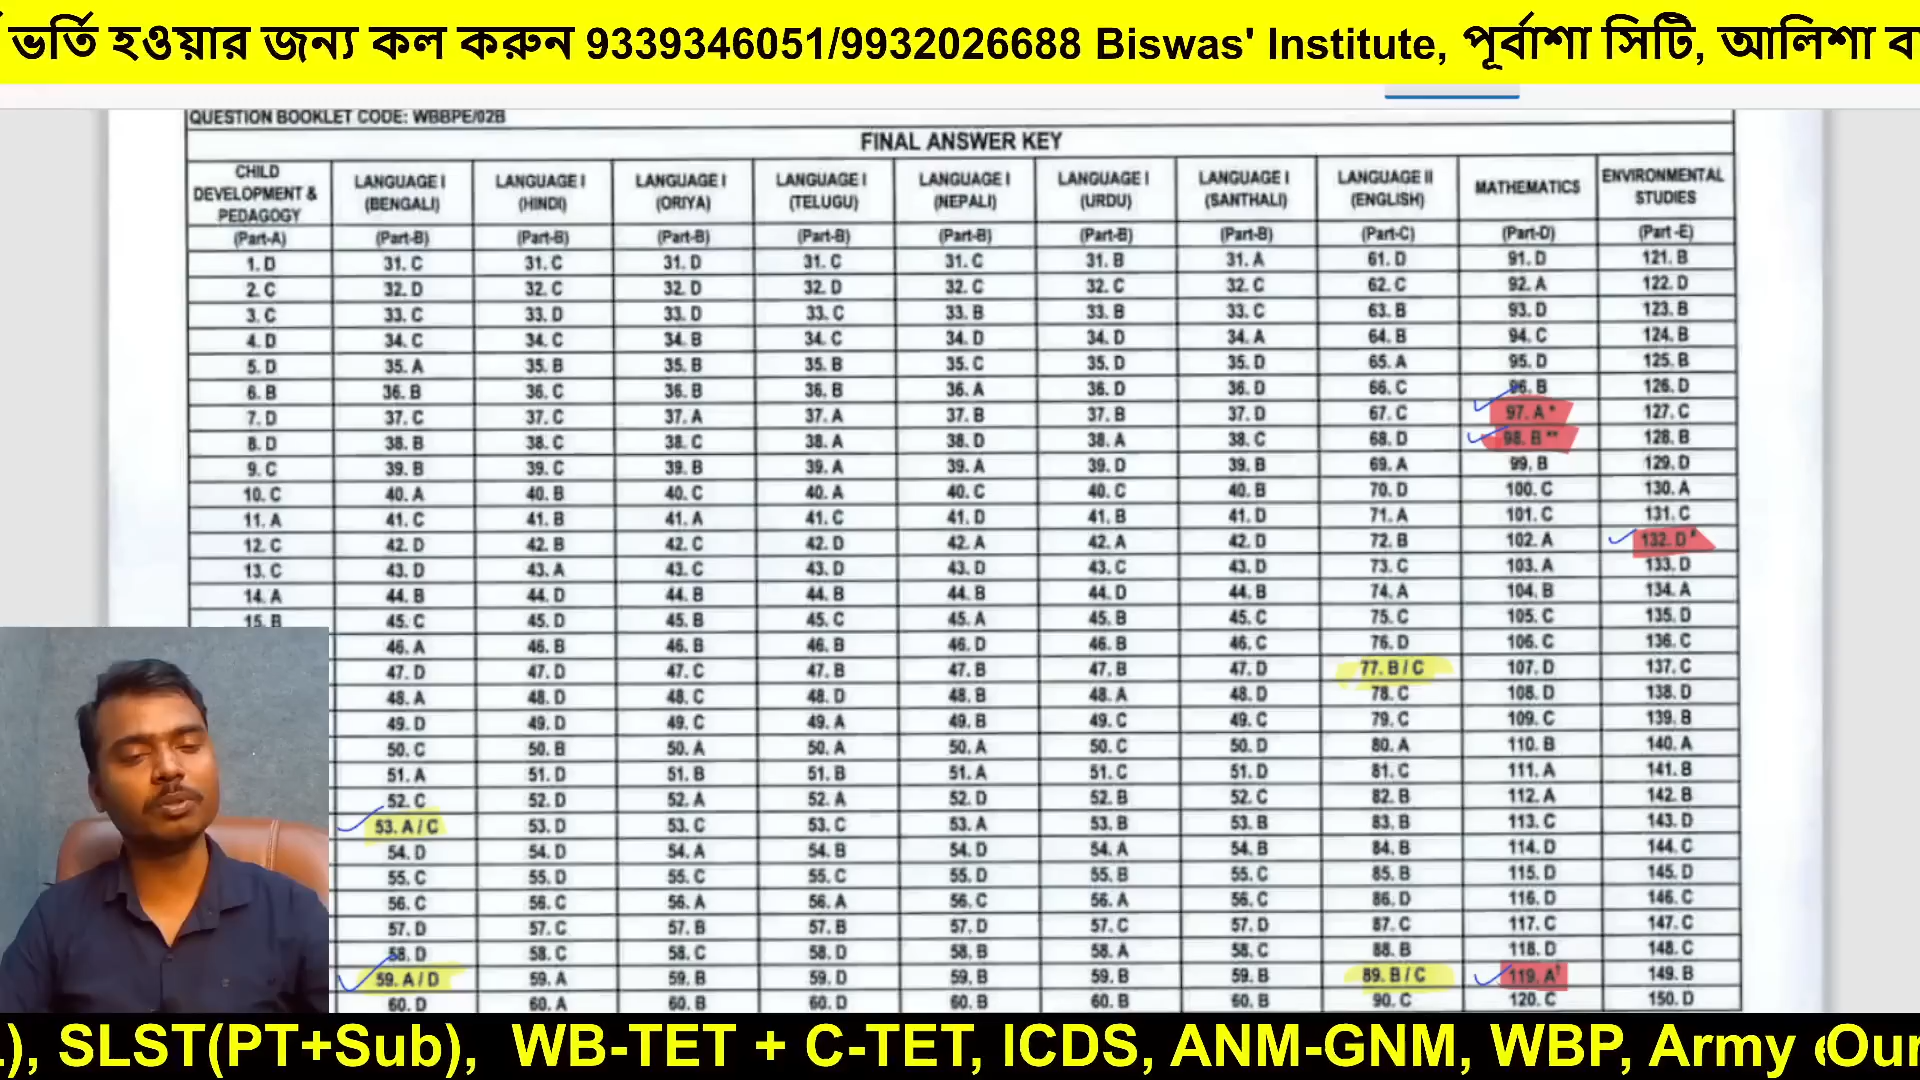 ভর্তি হওয়ার জন্য কল করুন 9339346051/9932026688 Biswas' Institute, পূর্বাশা সিটি, আলিশা
QUESTION BOOKLET CODE: WBBPE/02B
FINAL ANSWER KEY
CHILD DEVELOPMENT & PEDAGOGY LANGUAGE I (BENGALI) LANGUAGE I (HINDI) LANGUAGE I (ORIYA) LANGUAGE I (TELUGU) LANGUAGE I (NEPALI) LANGUAGE I (URDU) LANGUAGE I (SANTHALI) LANGUAGE II (ENGLISH) MATHEMATICS ENVIRONMENTAL STUDIES
(Part-A) (Part-B) (Part-B) (Part-B) (Part-B) (Part-B) (Part-B) (Part-B) (Part-C) (Part-D) (Part -E)
1. D 31. C 31. C 31. D 31. C 31. C 31. B 31. A 61. D 91. D 121. B
2. C 32. D 32. C 32. D 32. D 32. C 32. C 32. C 62. C 92. A 122. D
3. C 33. C 33. D 33. D 33. C 33. B 33. B 33. C 63. B 93. D 123. B
4. D 34. C 34. C 34. B 34. C 34. D 34. D 34. A 64. B 94. C 124. B
5. D 35. A 35. B 35. B 35. B 35. C 35. D 35. D 65. A 95. D 125. B
6. B 36. B 36. C 36. B 36. B 36. A 36. D 36. D 66. C 96. B 126. D
7. D 37. C 37. C 37. A 37. A 37. B 37. B 37. D 67. C 97. A * 127. C
8. D 38. B 38. C 38. C 38. A 38. D 38. A 38. C 68. D 98. B ** 128. B
9. C 39. B 39. C 39. B 39. A 39. A 39. D 39. B 69. A 99. B 129. D
10. C 40. A 40. B 40. C 40. A 40. C 40. C 40. B 70. D 100. C 130. A
11. A 41. C 41. B 41. A 41. C 41. D 41. B 41. D 71. A 101. C 131. C
12. C 42. D 42. B 42. C 42. D 42. A 42. A 42. D 72. B 102. A 132. D
13. C 43. D 43. A 43. C 43. D 43. D 43. C 43. D 73. C 103. A 133. D
14. A 44. B 44. D 44. B 44. B 44. B 44. D 44. B 74. A 104. B 134. A
15. B 45. C 45. D 45. B 45. C 45. A 45. B 45. C 75. C 105. C 135. D
46. A 46. B 46. B 46. B 46. D 46. B 46. C 76. D 106. C 136. C
47. D 47. D 47. C 47. B 47. B 47. B 47. D 77. B / C 107. D 137. C
48. A 48. D 48. C 48. D 48. B 48. A 48. D 78. C 108. D 138. D
49. D 49. D 49. C 49. A 49. B 49. C 49. C 79. C 109. C 139. B
50. C 50. B 50. A 50. A 50. A 50. C 50. D 80. A 110. B 140. A
51. A 51. D 51. B 51. B 51. A 51. C 51. D 81. C 111. A 141. B
52. C 52. D 52. A 52. A 52. D 52. B 52. C 82. B 112. A 142. B
53. A / C 53. D 53. C 53. C 53. A 53. B 53. B 83. B 113. C 143. D
54. D 54. D 54. A 54. B 54. D 54. A 54. B 84. B 114. D 144. C
55. C 55. D 55. C 55. C 55. D 55. B 55. C 85. B 115. D 145. D
56. C 56. C 56. A 56. A 56. C 56. A 56. C 86. D 116. D 146. C
57. D 57. C 57. B 57. B 57. D 57. C 57. D 87. C 117. C 147. C
58. D 58. C 58. C 58. D 58. B 58. A 58. C 88. B 118. D 148. C
59. A / D 59. A 59. B 59. D 59. B 59. B 59. B 89. B / C 119. A 149. B
60. D 60. A 60. B 60. D 60. B 60. B 60. B 90. C 120. C 150. D
), SLST(PT+Sub), WB-TET + C-TET, ICDS, ANM-GNM, WBP, Army Our